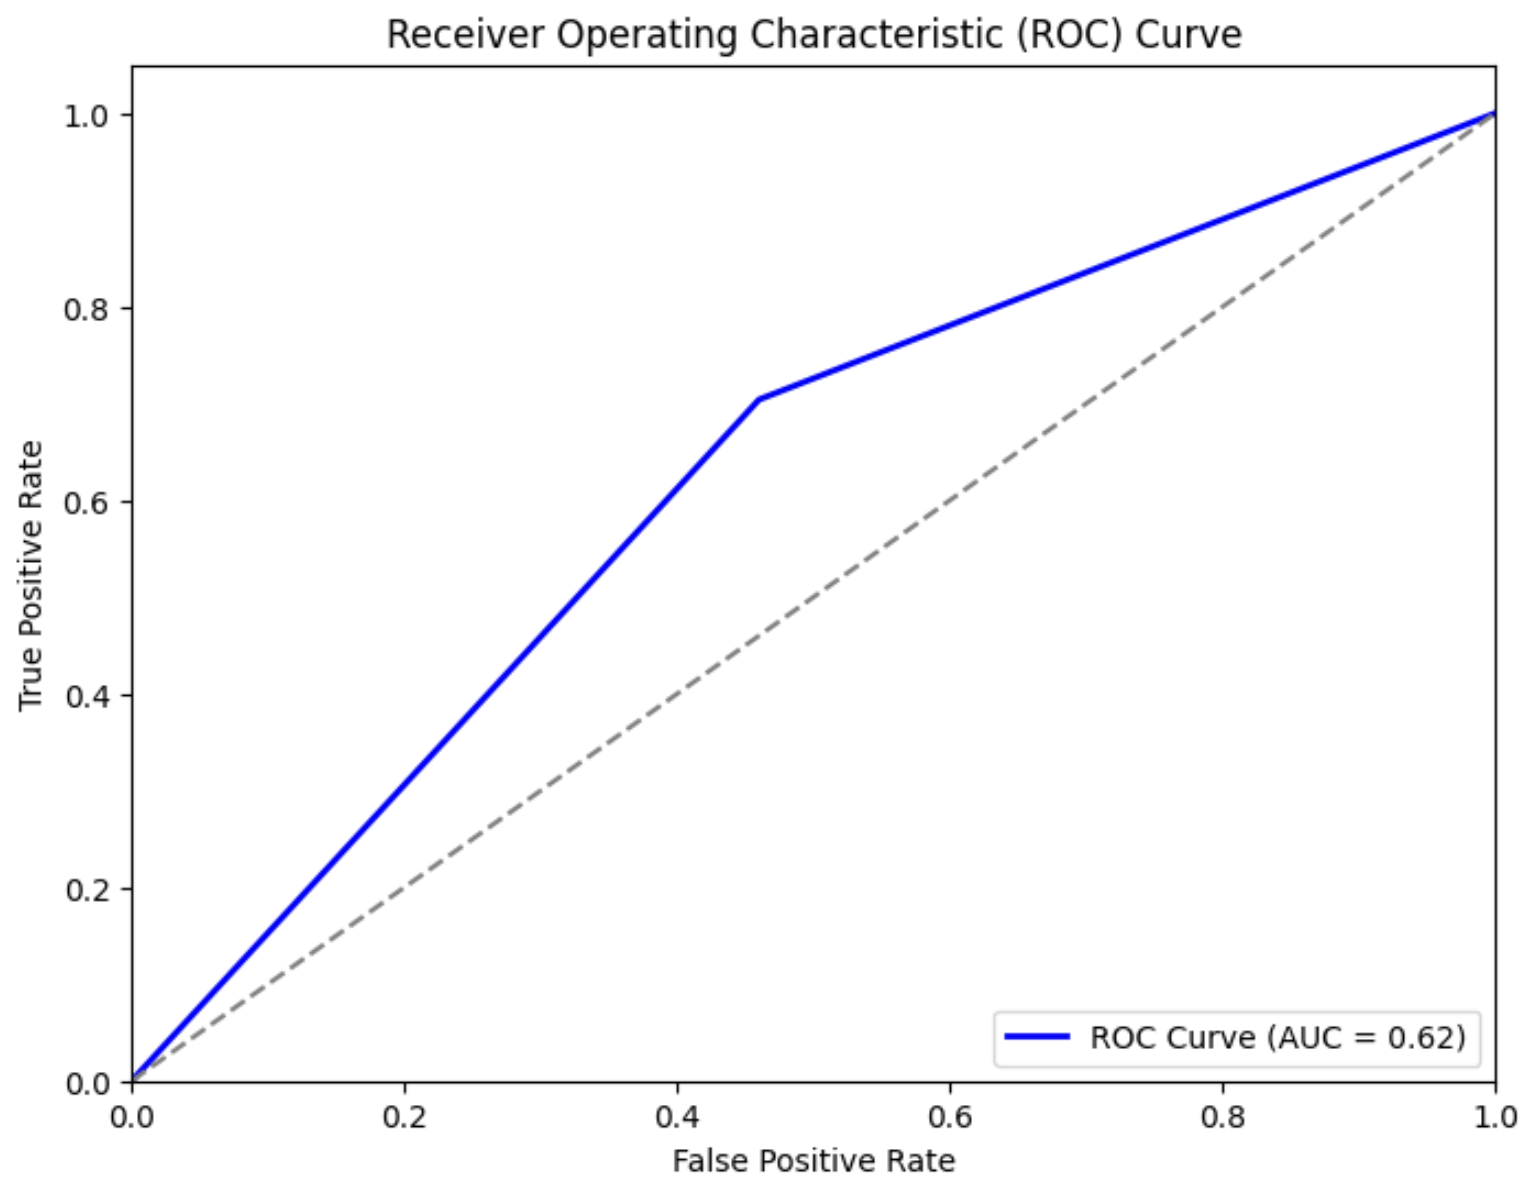 Receiver Operating Characteristic (ROC) Curve
True Positive Rate
1.0
0.8
0.6
0.4
0.2
0.0
ROC Curve (AUC = 0.62)
0.0 0.2 0.4 0.6 0.8 1.0
False Positive Rate